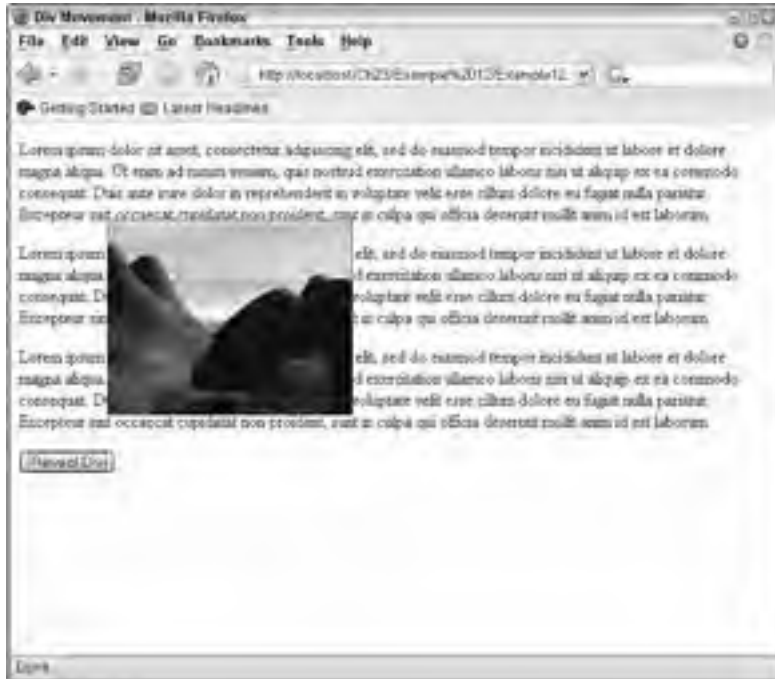 Div Movement - Mozilla Firefox
File Edit View Go Bookmarks Tools Help
Getting Started Latest Headlines
Lorem ipsum dolor sit amet, consectetur adipisicing elit, sed do eiusmod tempor incididunt ut labore et dolore
magna aliqua. Ut enim ad minim veniam, quis nostrud exercitation ullamco laboris nisi ut aliquip ex ea commodo
consequat. Duis aute irure dolor in reprehenderit in voluptate velit esse cillum dolore eu fugiat nulla pariatur.
Excepteur sint occaecat cupidatat non proident, sunt in culpa qui officia deserunt mollit anim id est laborum.
Lorem ipsum elit, sed do eiusmod tempor incididunt ut labore et dolore
magna aliqua. d exercitation ullamco laboris nisi ut aliquip ex ea commodo
consequat. D voluptate velit esse cillum dolore eu fugiat nulla pariatur.
Excepteur sin t in culpa qui officia deserunt mollit anim id est laborum.
Lorem ipsum elit, sed do eiusmod tempor incididunt ut labore et dolore
magna aliqua. d exercitation ullamco laboris nisi ut aliquip ex ea commodo
consequat. D voluptate velit esse cillum dolore eu fugiat nulla pariatur.
Excepteur sint occaecat cupidatat non proident, sunt in culpa qui officia deserunt mollit anim id est laborum.
Reveal Div
Done